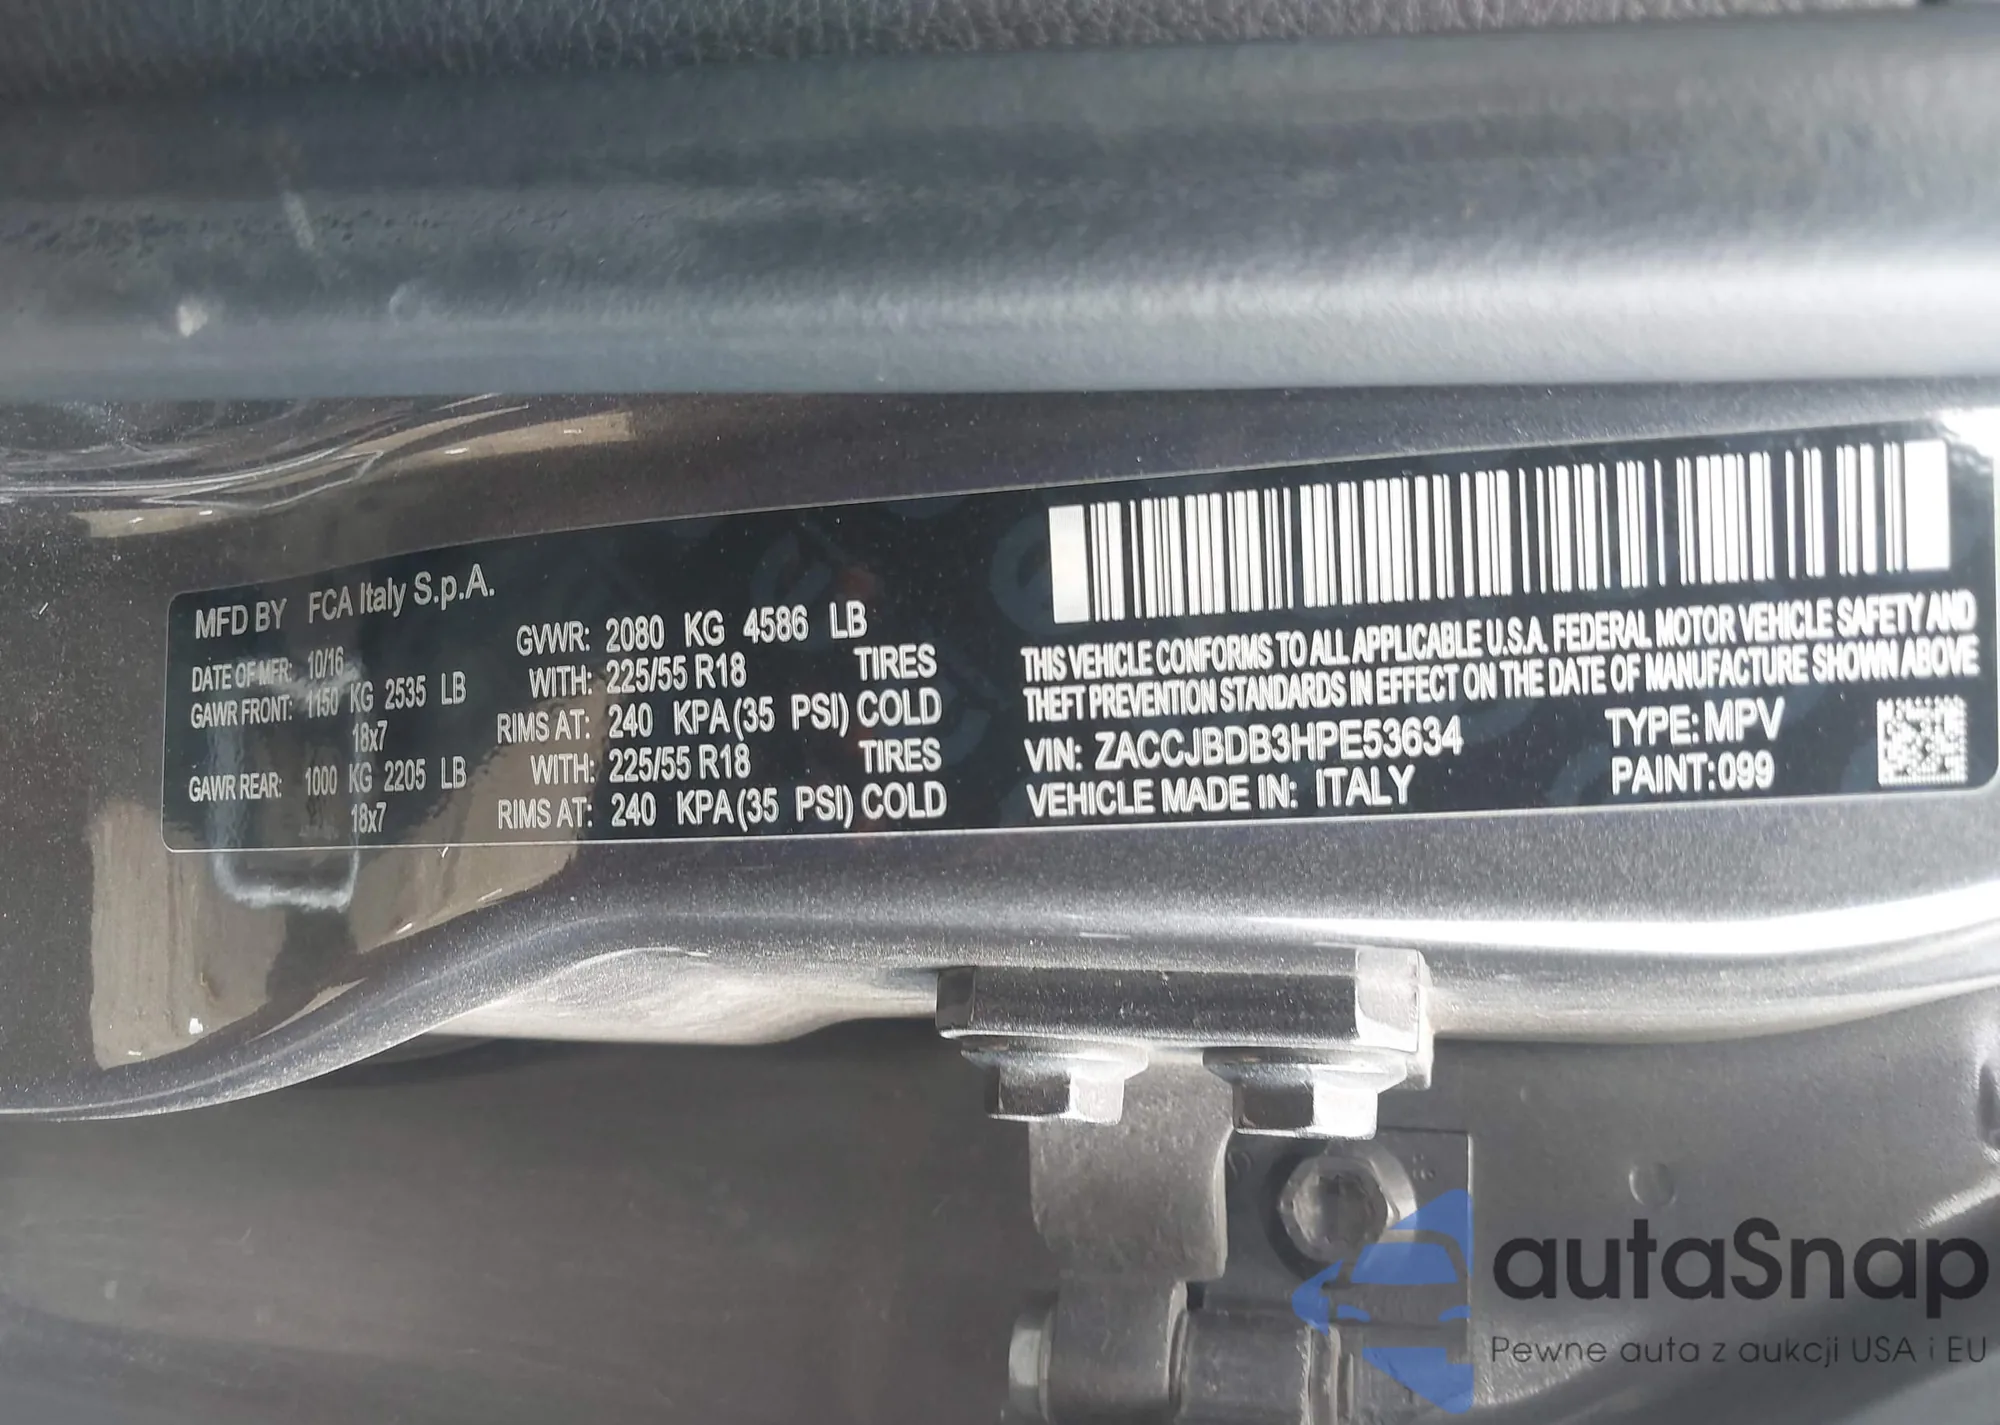 MFD BY FCA Italy S.p.A.
DATE OF MFR: 10/16
GAWR FRONT: 1150 KG 2535 LB
18x7
GAWR REAR: 1000 KG 2205 LB
18x7
GVWR: 2080 KG 4586 LB
WITH: 225/55 R18 TIRES
RIMS AT: 240 KPA (35 PSI) COLD
WITH: 225/55 R18 TIRES
RIMS AT: 240 KPA (35 PSI) COLD
THIS VEHICLE CONFORMS TO ALL APPLICABLE U.S.A. FEDERAL MOTOR VEHICLE SAFETY AND
THEFT PREVENTION STANDARDS IN EFFECT ON THE DATE OF MANUFACTURE SHOWN ABOVE
VIN: ZACCJBDB3HPE53634 TYPE: MPV
VEHICLE MADE IN: ITALY PAINT: 099
autaSnap
Pewne auta z aukcji USA i EU